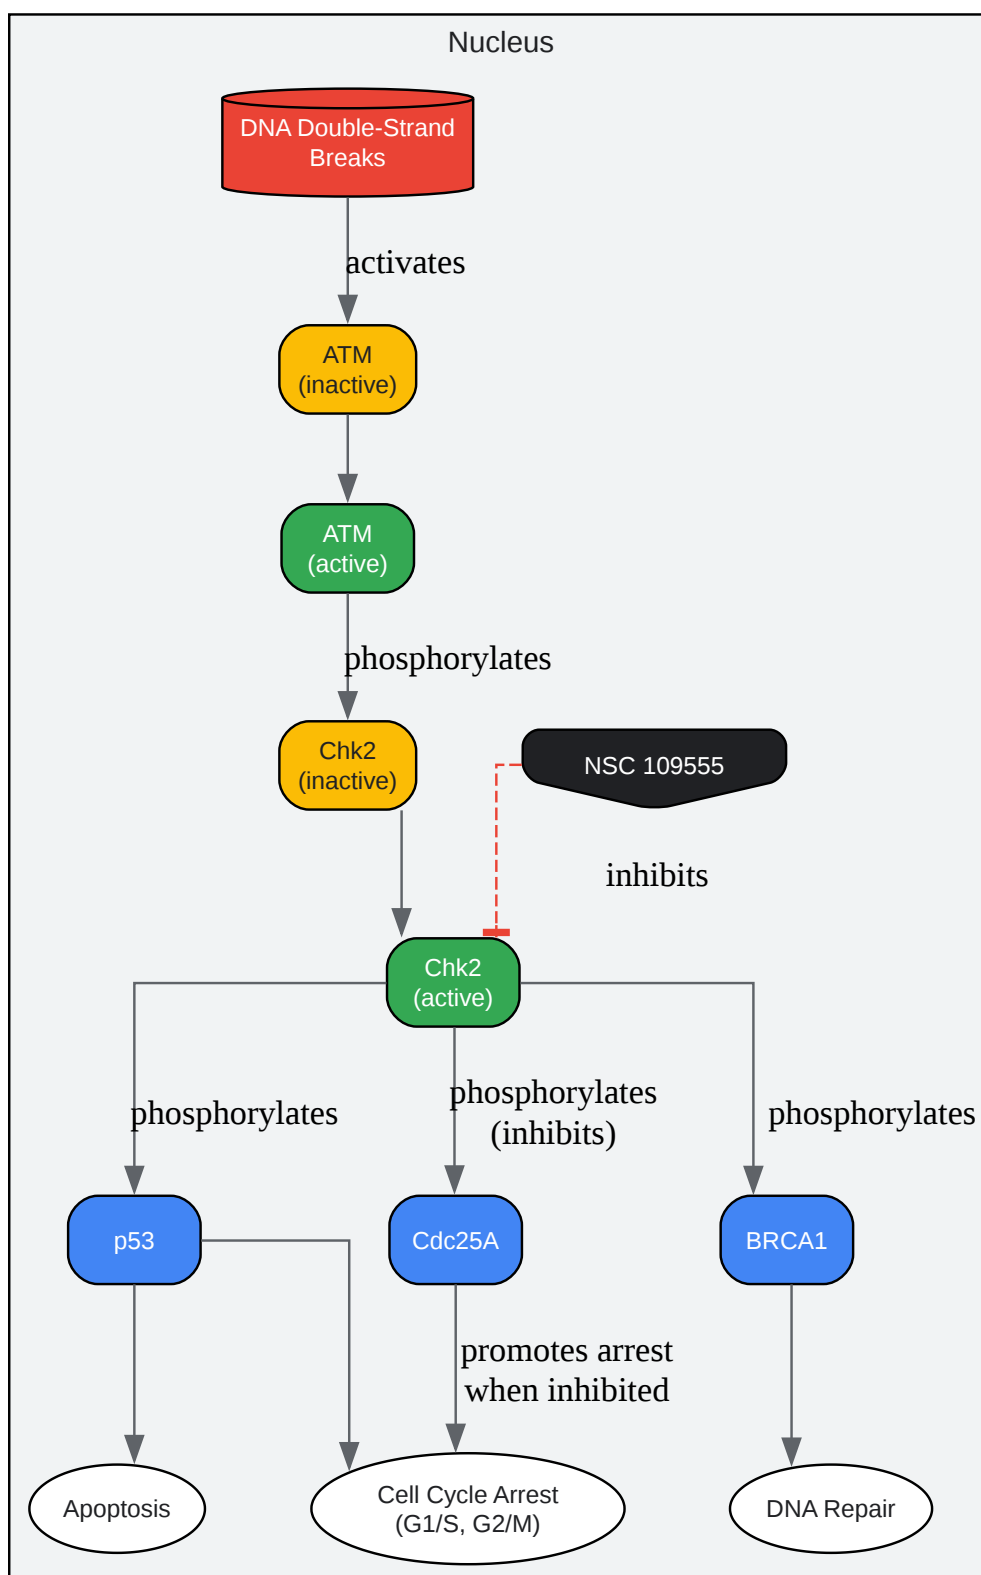 Nucleus
DNA Double-Strand
Breaks
activates
ATM
(inactive)
ATM
(active)
phosphorylates
Chk2
(inactive)
NSC 109555
inhibits
Chk2
(active)
phosphorylates
phosphorylates
(inhibits)
phosphorylates
p53
Cdc25A
BRCA1
promotes arrest
when inhibited
Apoptosis
Cell Cycle Arrest
(G1/S, G2/M)
DNA Repair